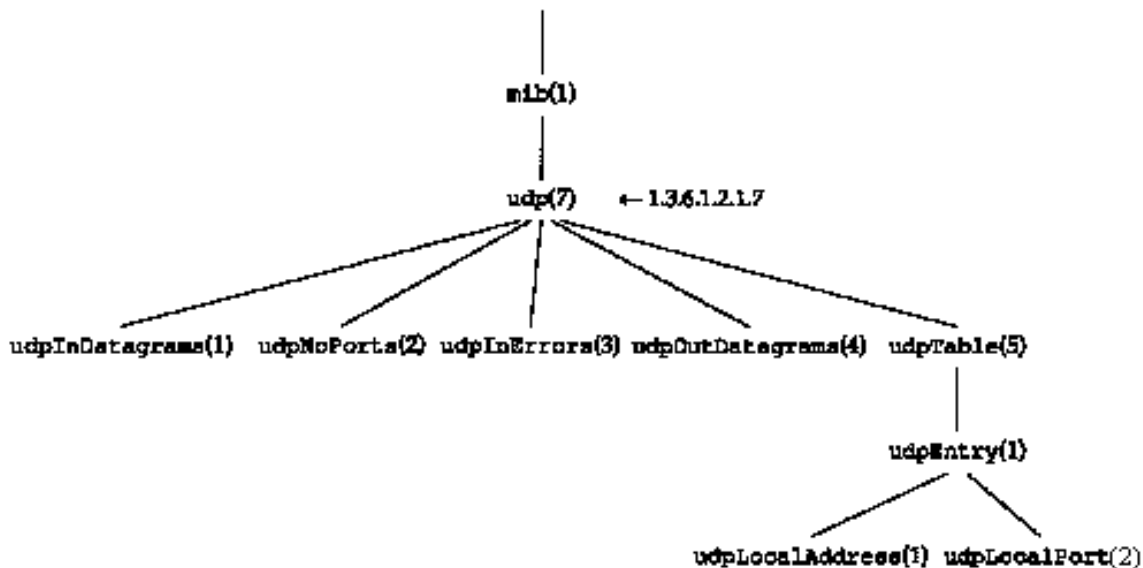 mib(1)
udp(7) ← 1.3.6.1.2.1.7
udpInDatagrams(1) udpNoPorts(2) udpInErrors(3) udpOutDatagrams(4) udpTable(5)
udpEntry(1)
udpLocalAddress(1) udpLocalPort(2)